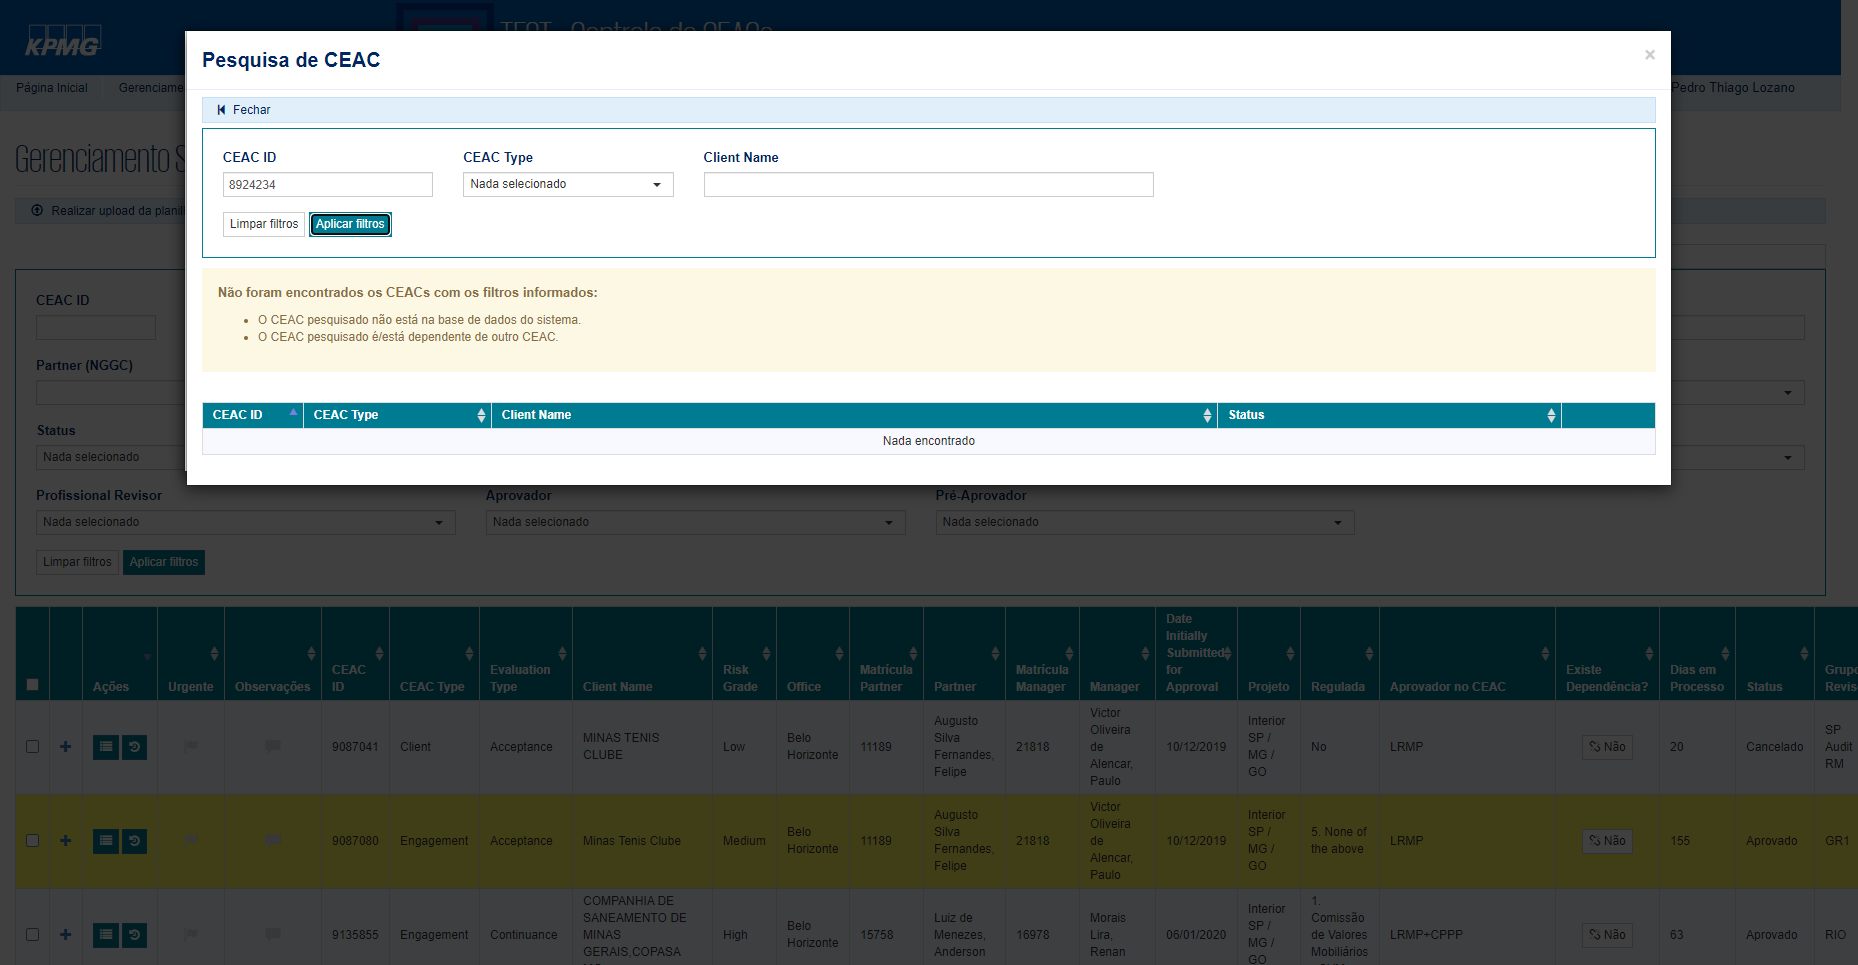 KPMG
TEST - Controle de CEACs
Página Inicial
Gerenciame
Pedro Thiago Lozano
Gerenciamento S
Realizar upload da planil
Pesquisa de CEAC
×
Fechar
CEAC ID
CEAC Type
Client Name
8924234
Nada selecionado
Limpar filtros
Aplicar filtros
Não foram encontrados os CEACs com os filtros informados:
• O CEAC pesquisado não está na base de dados do sistema.
• O CEAC pesquisado é/está dependente de outro CEAC.
CEAC ID
CEAC Type
Client Name
Status
Nada encontrado
CEAC ID
Partner (NGGC)
Status
Nada selecionado
Profissional Revisor
Aprovador
Pré-Aprovador
Nada selecionado
Nada selecionado
Nada selecionado
Limpar filtros
Aplicar filtros
Ações
Urgente
Observações
CEAC
ID
CEAC Type
Evaluation
Type
Client Name
Risk
Grade
Office
Matrícula
Partner
Partner
Matrícula
Manager
Manager
Date
Initially
Submitted
for
Approval
Projeto
Regulada
Aprovador no CEAC
Existe
Dependência?
Dias em
Processo
Status
Grupo
Revis
9087041
Client
Acceptance
MINAS TENIS
CLUBE
Low
Belo
Horizonte
11189
Augusto
Silva
Fernandes,
Felipe
21818
Victor
Oliveira
de
Alencar,
Paulo
10/12/2019
Interior
SP /
MG /
GO
No
LRMP
Não
20
Cancelado
SP
Audit
RM
9087080
Engagement
Acceptance
Minas Tenis Clube
Medium
Belo
Horizonte
11189
Augusto
Silva
Fernandes,
Felipe
21818
Victor
Oliveira
de
Alencar,
Paulo
10/12/2019
Interior
SP /
MG /
GO
5. None of
the above
LRMP
Não
155
Aprovado
GR1
9135855
Engagement
Continuance
COMPANHIA DE
SANEAMENTO DE
MINAS
GERAIS,COPASA
High
Belo
Horizonte
15758
Luiz de
Menezes,
Anderson
16978
Morais
Lira,
Renan
06/01/2020
Interior
SP /
MG /
GO
1.
Comissão
de Valores
Mobiliários
LRMP+CPPP
Não
63
Aprovado
RIO